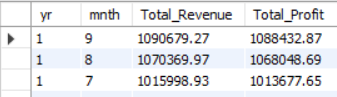 yr mnth Total_Revenue Total_Profit
1 9 1090679.27 1088432.87
1 8 1070369.97 1068048.69
1 7 1015998.93 1013677.65